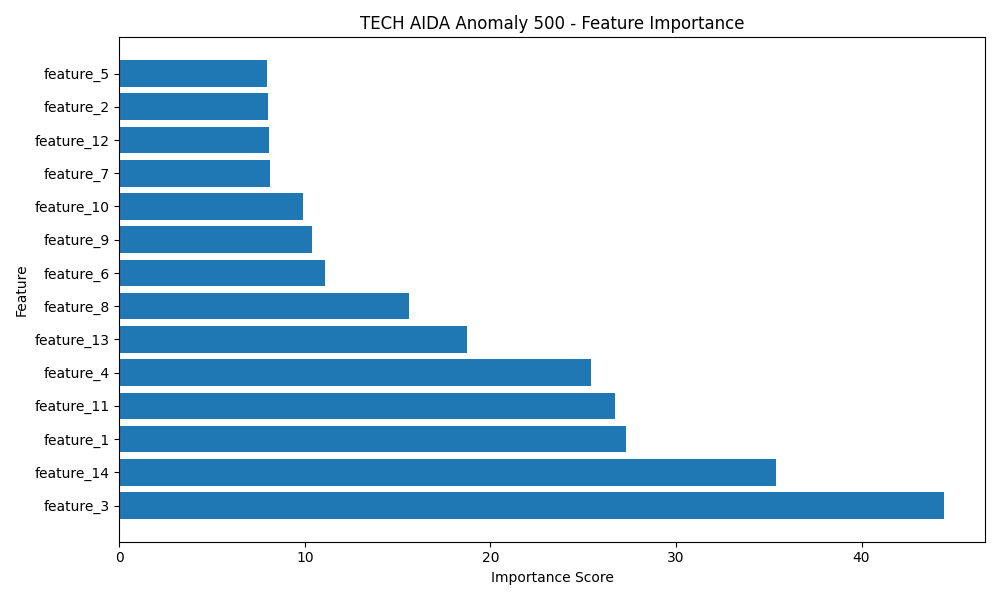 TECH AIDA Anomaly 500 - Feature Importance
Feature
feature_5
feature_2
feature_12
feature_7
feature_10
feature_9
feature_6
feature_8
feature_13
feature_4
feature_11
feature_1
feature_14
feature_3
0 10 20 30 40
Importance Score